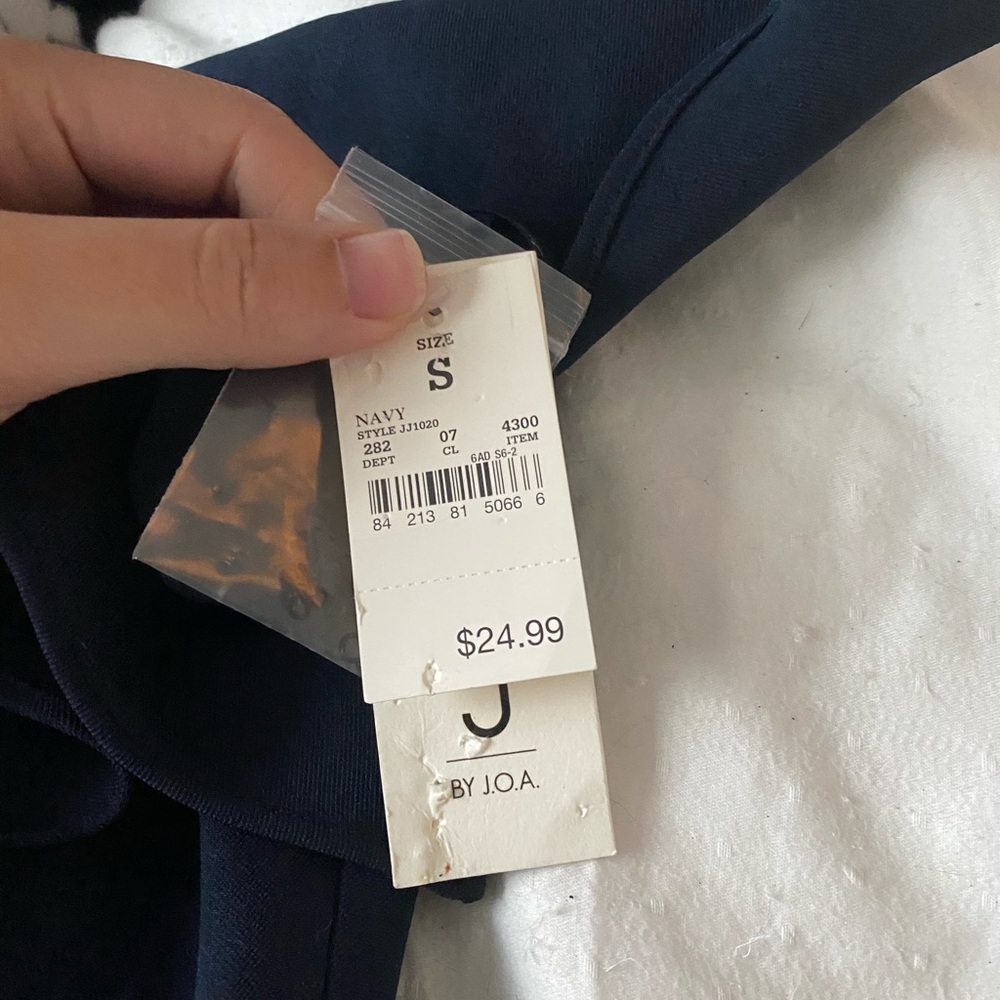 SIZE
S
NAVY
STYLE JJ1020
282 07 4300
DEPT CL ITEM
6AD S6-2
84 213 81 5066 6
$24.99
J
BY J.O.A.